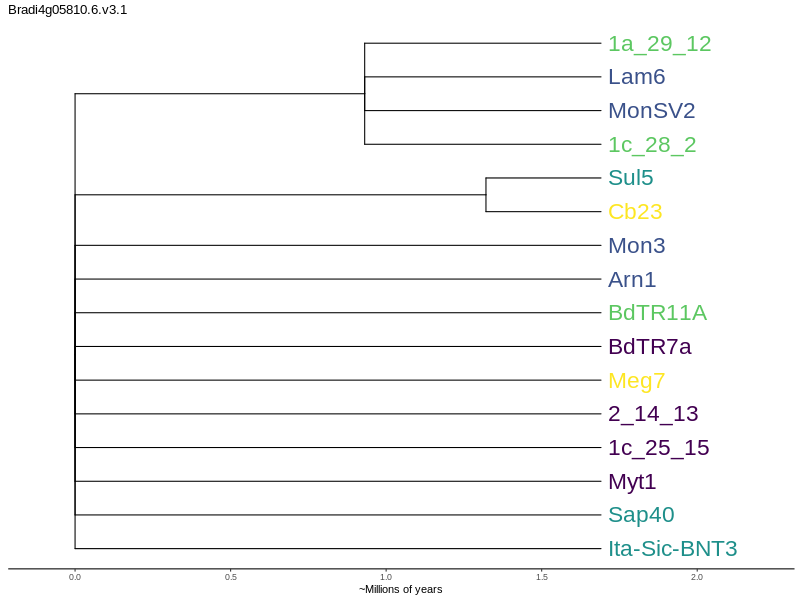 Bradi4g05810.6.v3.1
1a_29_12
Lam6
MonSV2
1c_28_2
Sul5
Cb23
Mon3
Arn1
BdTR11A
BdTR7a
Meg7
2_14_13
1c_25_15
Myt1
Sap40
Ita-Sic-BNT3
0.0 0.5 1.0 1.5 2.0
~Millions of years